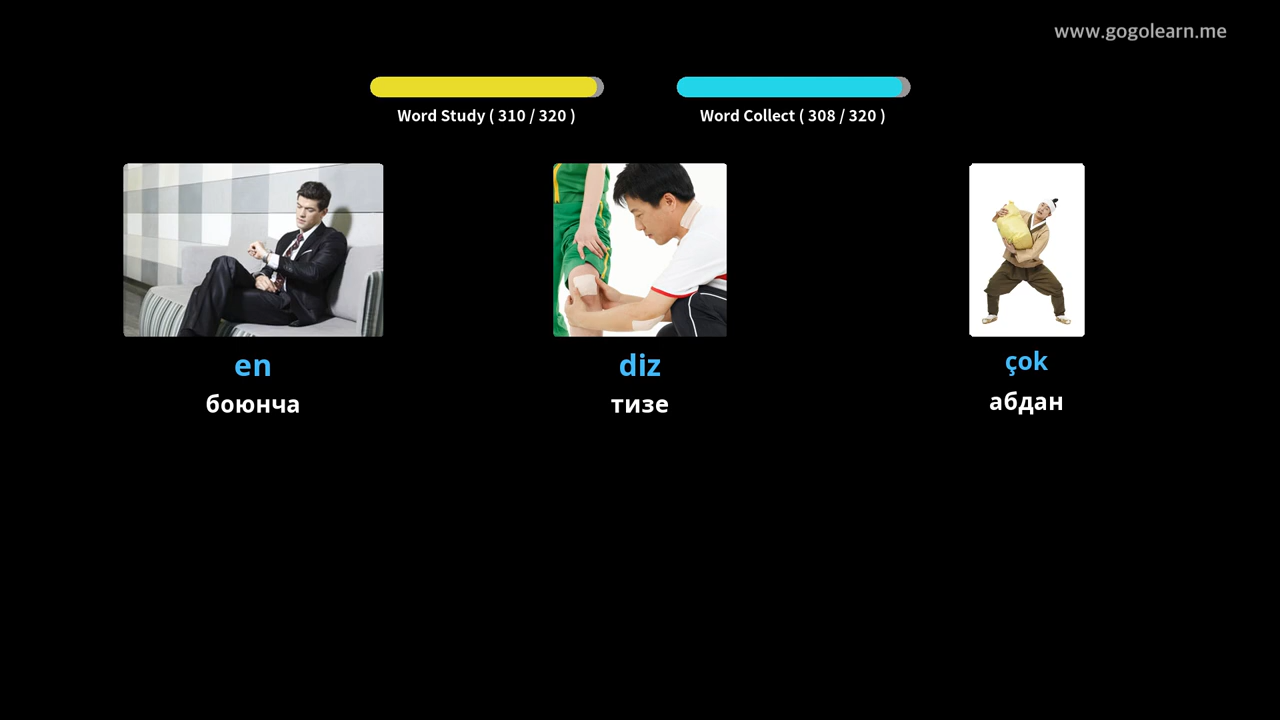 www.gogolearn.me
Word Study ( 310 / 320 )
Word Collect ( 308 / 320 )
en
боюнча
diz
тизе
çok
абдан